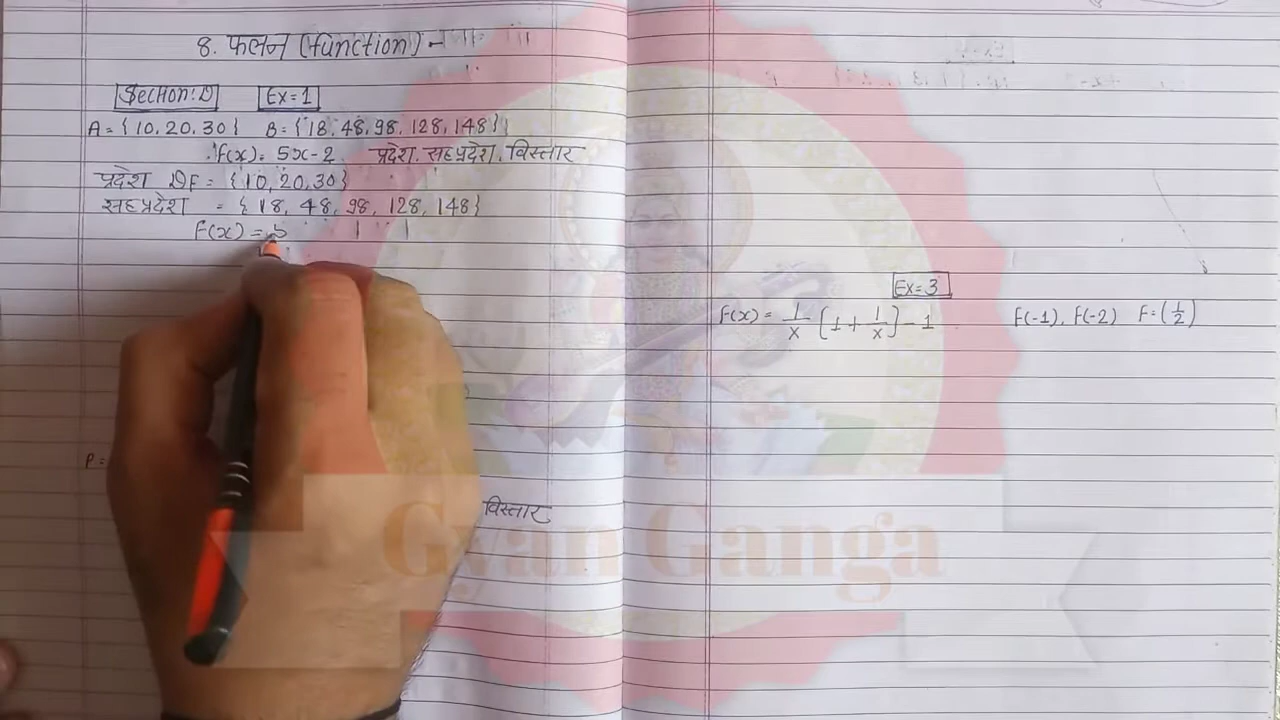 8. फलन (function) -
Section:D Ex=1
A = {10, 20, 30} B = {18, 48, 98, 128, 148}
f(x) = 5x-2 प्रदेश, सहप्रदेश, विस्तार
प्रदेश DF = {10, 20, 30}
सहप्रदेश = {18, 48, 98, 128, 148}
F(x) = 5
P =
विस्तार
Ex=3
f(x) = 1/x [1 + 1/x] - 1 f(-1), f(-2) F = (1/2)
Gyan Ganga